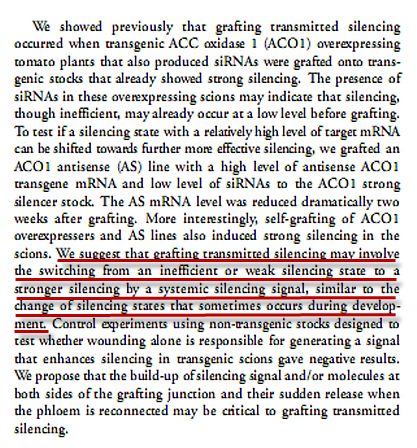 We showed previously that grafting transmitted silencing
occurred when transgenic ACC oxidase 1 (ACO1) overexpressing
tomato plants that also produced siRNAs were grafted onto trans-
genic stocks that already showed strong silencing. The presence of
siRNAs in these overexpressing scions may indicate that silencing,
though inefficient, may already occur at a low level before grafting.
To test if a silencing state with a relatively high level of target mRNA
can be shifted towards further more effective silencing, we grafted an
ACO1 antisense (AS) line with a high level of antisense ACO1
transgene mRNA and low level of siRNAs to the ACO1 strong
silencer stock. The AS mRNA level was reduced dramatically two
weeks after grafting. More interestingly, self-grafting of ACO1
overexpressers and AS lines also induced strong silencing in the
scions. We suggest that grafting transmitted silencing may involve
the switching from an inefficient or weak silencing state to a
stronger silencing by a systemic silencing signal, similar to the
change of silencing states that sometimes occurs during develop-
ment. Control experiments using non-transgenic stocks designed to
test whether wounding alone is responsible for generating a signal
that enhances silencing in transgenic scions gave negative results.
We propose that the build-up of silencing signal and/or molecules at
both sides of the grafting junction and their sudden release when
the phloem is reconnected may be critical to grafting transmitted
silencing.